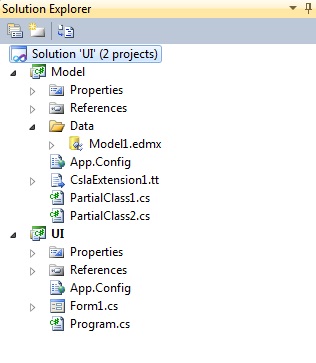 Solution Explorer
Solution 'UI' (2 projects)
Model
Properties
References
Data
Model1.edmx
App.Config
CslaExtension1.tt
PartialClass1.cs
PartialClass2.cs
UI
Properties
References
App.Config
Form1.cs
Program.cs